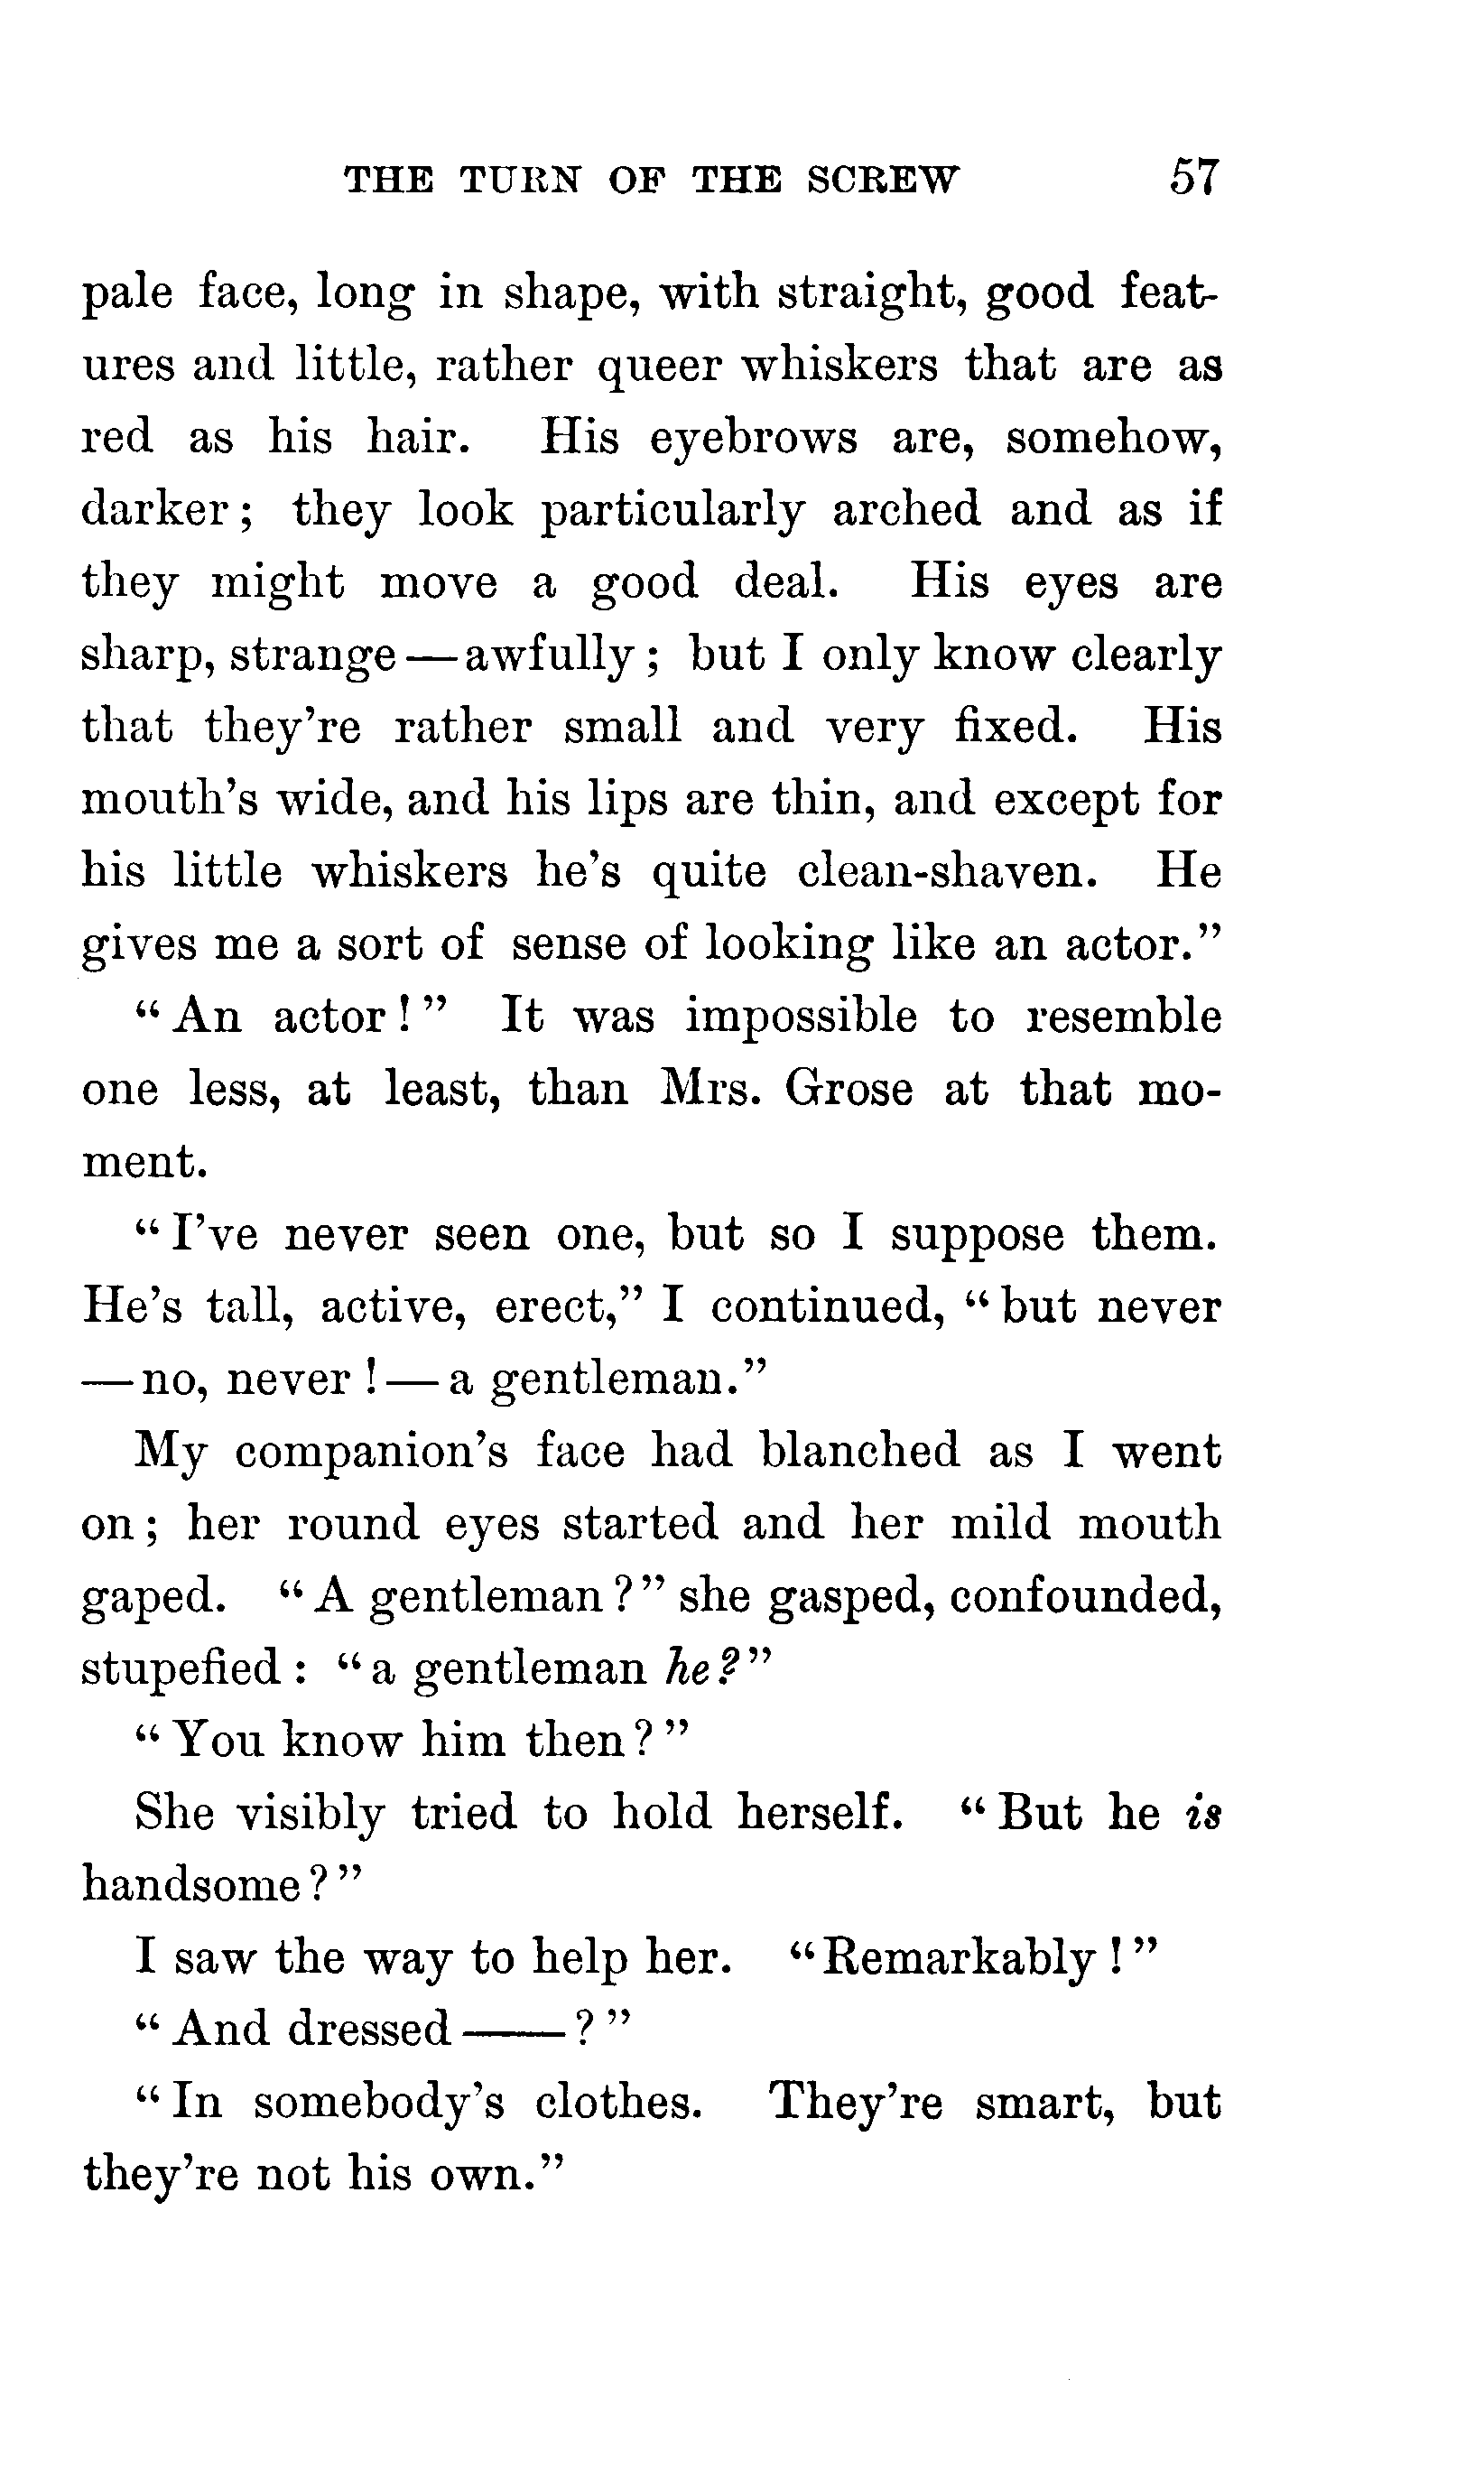 THE TURN OF THE SCREW 57
pale face, long in shape, with straight, good feat-
ures and little, rather queer whiskers that are as
red as his hair. His eyebrows are, somehow,
darker; they look particularly arched and as if
they might move a good deal. His eyes are
sharp, strange—awfully; but I only know clearly
that they're rather small and very fixed. His
mouth's wide, and his lips are thin, and except for
his little whiskers he's quite clean-shaven. He
gives me a sort of sense of looking like an actor."
"An actor!" It was impossible to resemble
one less, at least, than Mrs. Grose at that mo-
ment.
"I've never seen one, but so I suppose them.
He's tall, active, erect," I continued, "but never
—no, never!—a gentleman."
My companion's face had blanched as I went
on; her round eyes started and her mild mouth
gaped. "A gentleman?" she gasped, confounded,
stupefied: "a gentleman he?"
"You know him then?"
She visibly tried to hold herself. "But he is
handsome?"
I saw the way to help her. "Remarkably!"
"And dressed——?"
"In somebody's clothes. They're smart, but
they're not his own."